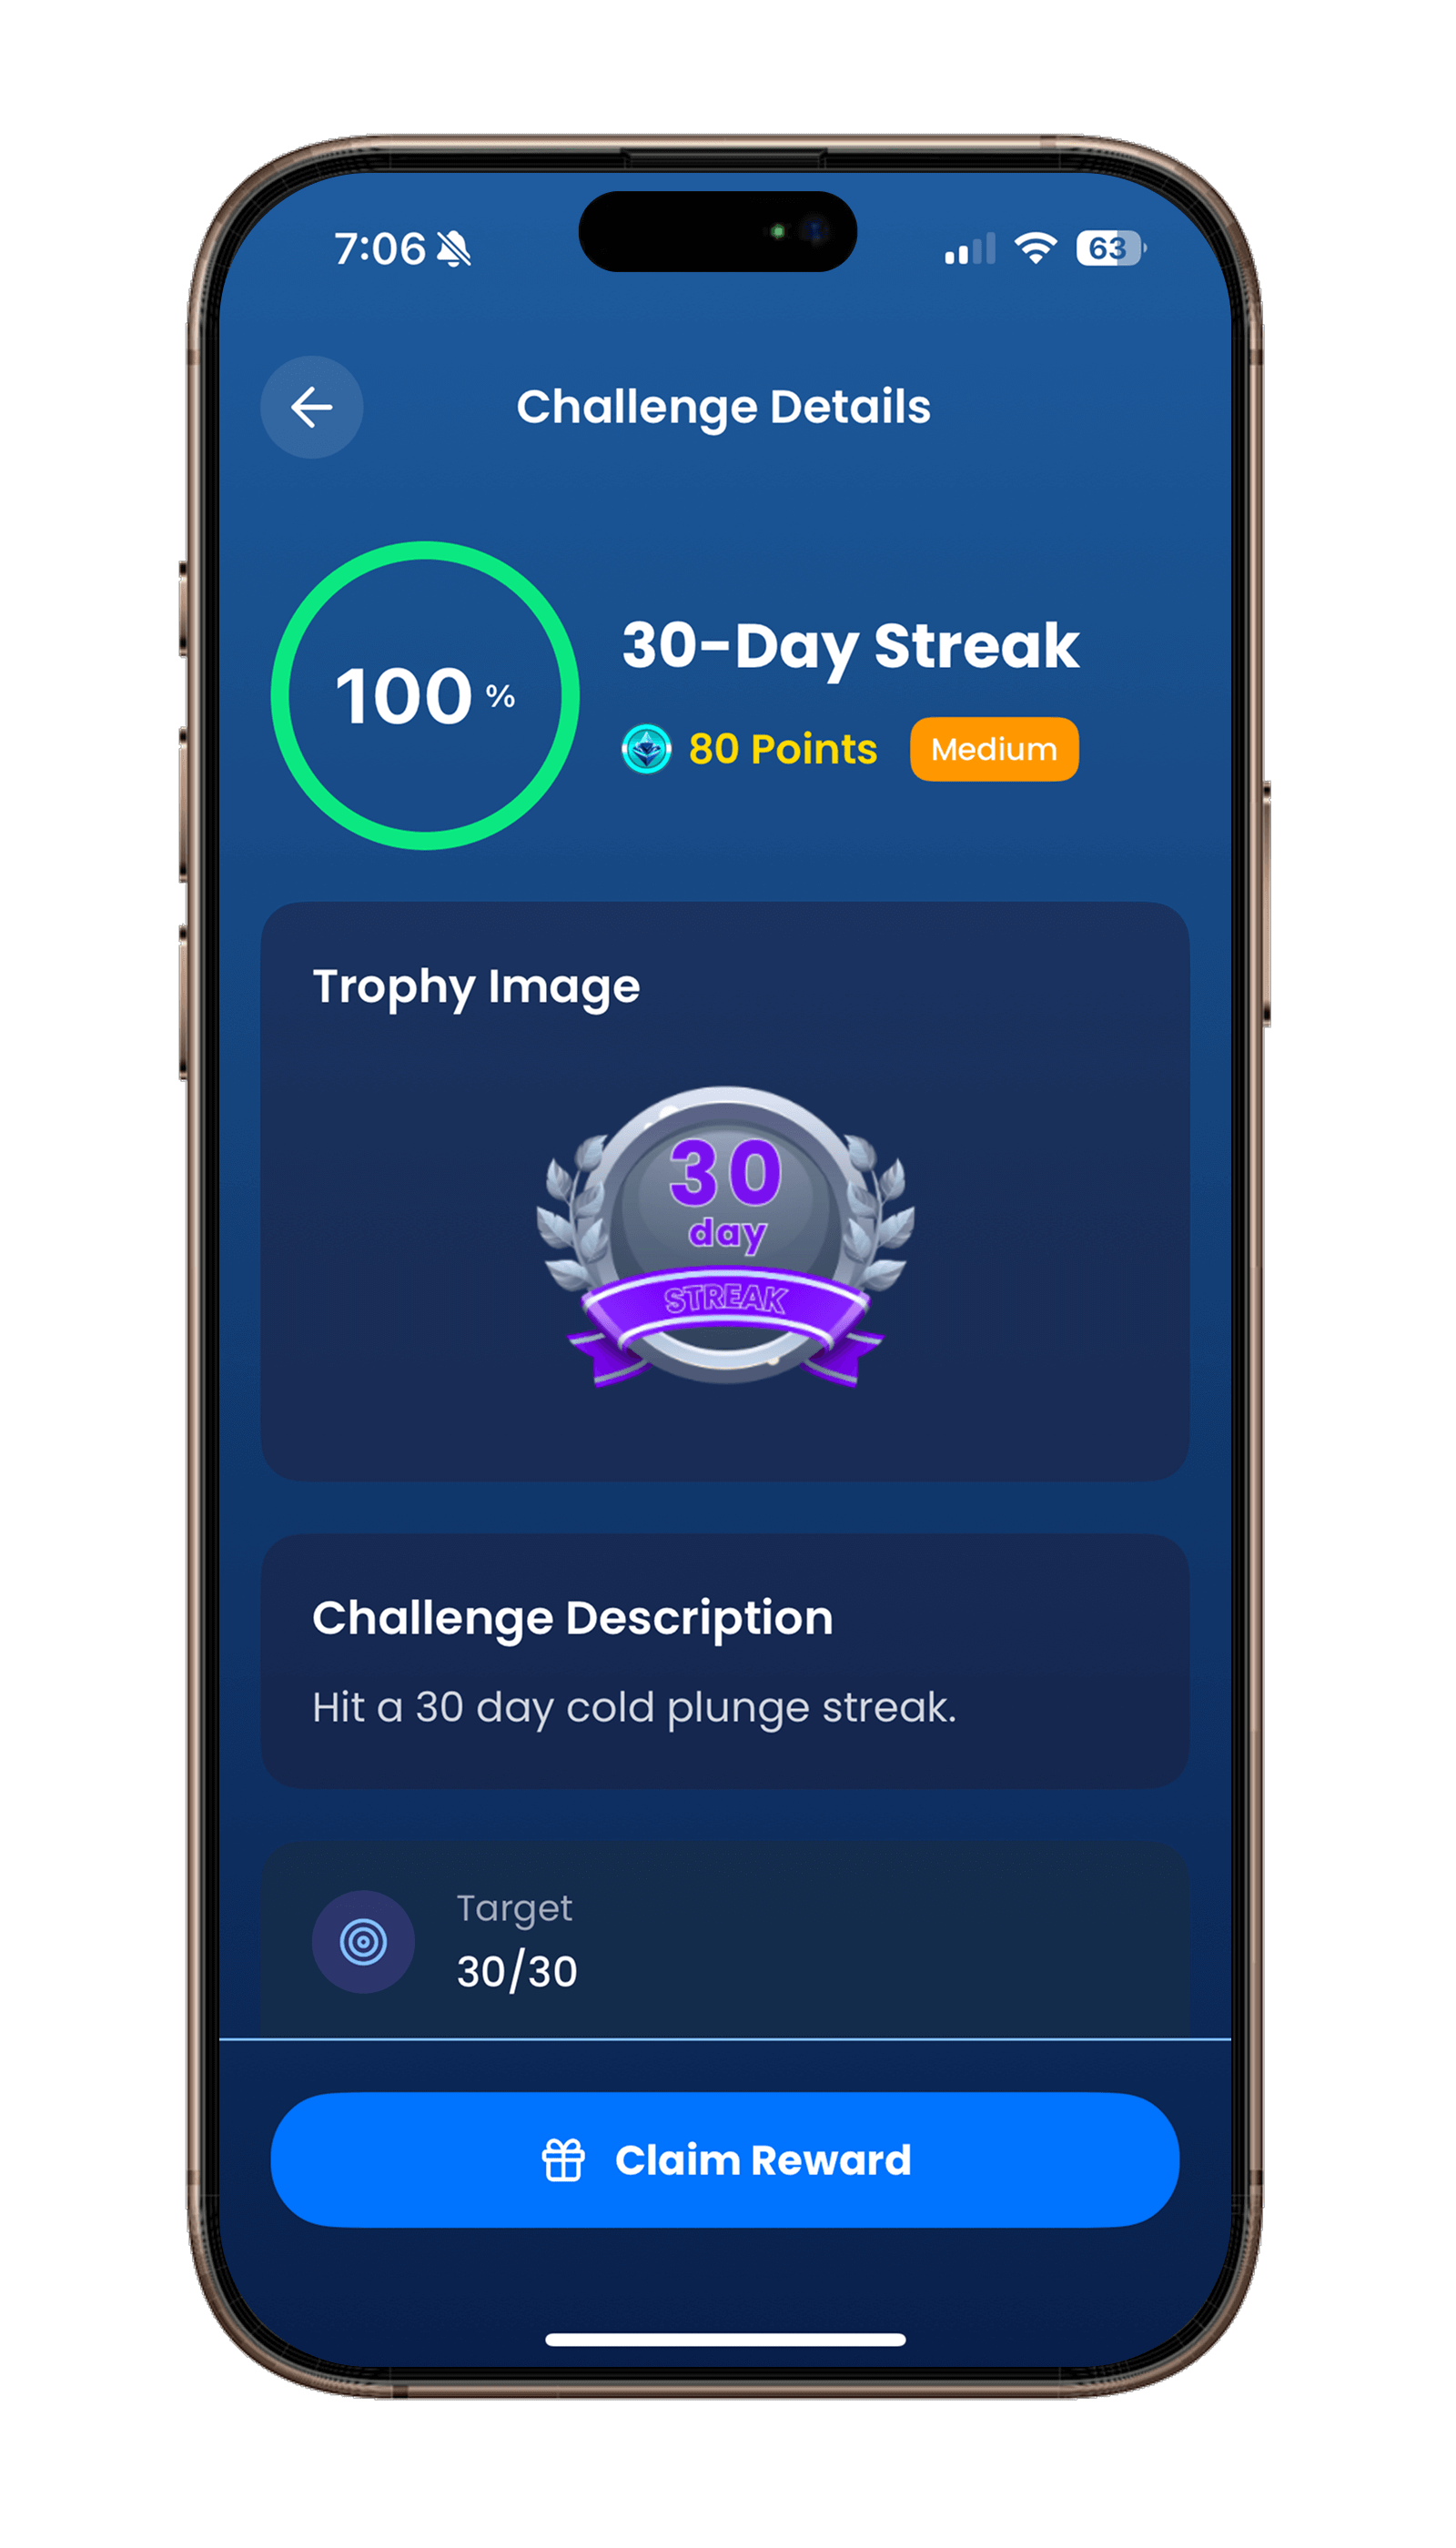 7:06
63
Challenge Details
100 %
30-Day Streak
80 Points
Medium
Trophy Image
30
day
STREAK
Challenge Description
Hit a 30 day cold plunge streak.
Target
30/30
Claim Reward